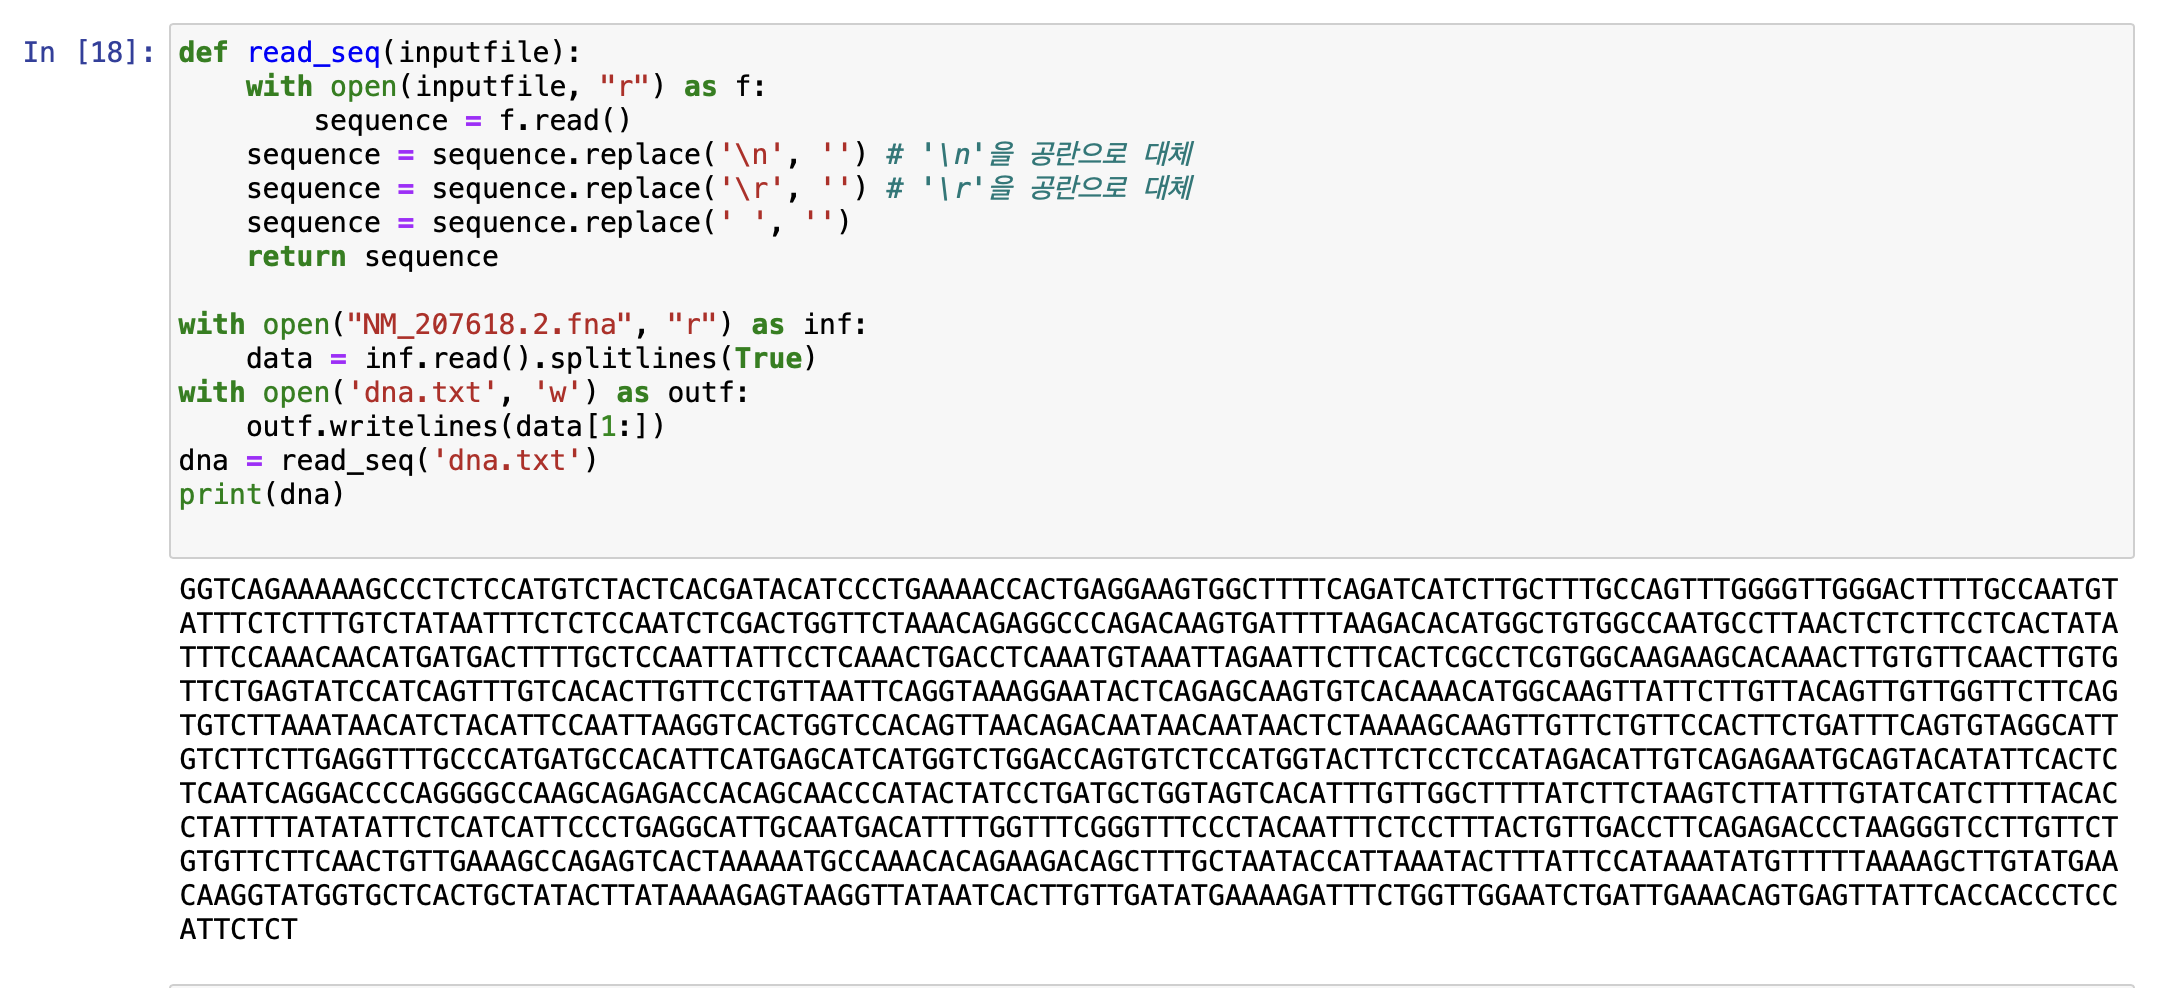 In [18]:
def read_seq(inputfile):
    with open(inputfile, "r") as f:
        sequence = f.read()
    sequence = sequence.replace('\n', '') # '\n'을 공란으로 대체
    sequence = sequence.replace('\r', '') # '\r'을 공란으로 대체
    sequence = sequence.replace(' ', '')
    return sequence

with open("NM_207618.2.fna", "r") as inf:
    data = inf.read().splitlines(True)
with open('dna.txt', 'w') as outf:
    outf.writelines(data[1:])
dna = read_seq('dna.txt')
print(dna)

GGTCAGAAAAAGCCCTCTCCATGTCTACTCACGATACATCCCTGAAAACCACTGAGGAAGTGGCTTTTCAGATCATCTTGCTTTGCCAGTTTGGGGTTGGGACTTTTGCCAATGT
ATTTCTCTTTGTCTATAATTTCTCTCCAATCTCGACTGGTTCTAAACAGAGGCCCAGACAAGTGATTTTAAGACACATGGCTGTGGCCAATGCCTTAACTCTCTTCCTCACTATA
TTTCCAAACAACATGATGACTTTTGCTCCAATTATTCCTCAAACTGACCTCAAATGTAAATTAGAATTCTTCACTCGCCTCGTGGCAAGAAGCACAAACTTGTGTTCAACTTGTG
TTCTGAGTATCCATCAGTTTGTCACACTTGTTCCTGTTAATTCAGGTAAAGGAATACTCAGAGCAAGTGTCACAAACATGGCAAGTTATTCTTGTTACAGTTGTTGGTTCTTCAG
TGTCTTAAATAACATCTACATTCCAATTAAGGTCACTGGTCCACAGTTAACAGACAATAACAATAACTCTAAAAGCAAGTTGTTCTGTTCCACTTCTGATTTCAGTGTAGGCATT
GTCTTCTTGAGGTTTGCCCATGATGCCACATTCATGAGCATCATGGTCTGGACCAGTGTCTCCATGGTACTTCTCCTCCATAGACATTGTCAGAGAATGCAGTACATATTCACTC
TCAATCAGGACCCCAGGGGCCAAGCAGAGACCACAGCAACCCATACTATCCTGATGCTGGTAGTCACATTTGTTGGCTTTTATCTTCTAAGTCTTATTTGTATCATCTTTTACAC
CTATTTTATATATTCTCATCATTCCCTGAGGCATTGCAATGACATTTTGGTTTCGGGTTTCCCTACAATTTCTCCTTTACTGTTGACCTTCAGAGACCCTAAGGGTCCTTGTTCT
GTGTTCTTCAACTGTTGAAAGCCAGAGTCACTAAAAATGCCAAACACAGAAGACAGCTTTGCTAATACCATTAAATACTTTATTCCATAAATATGTTTTTAAAAGCTTGTATGAA
CAAGGTATGGTGCTCACTGCTATACTTATAAAAGAGTAAGGTTATAATCACTTGTTGATATGAAAAGATTTCTGGTTGGAATCTGATTGAAACAGTGAGTTATTCACCACCCTCC
ATTCTCT